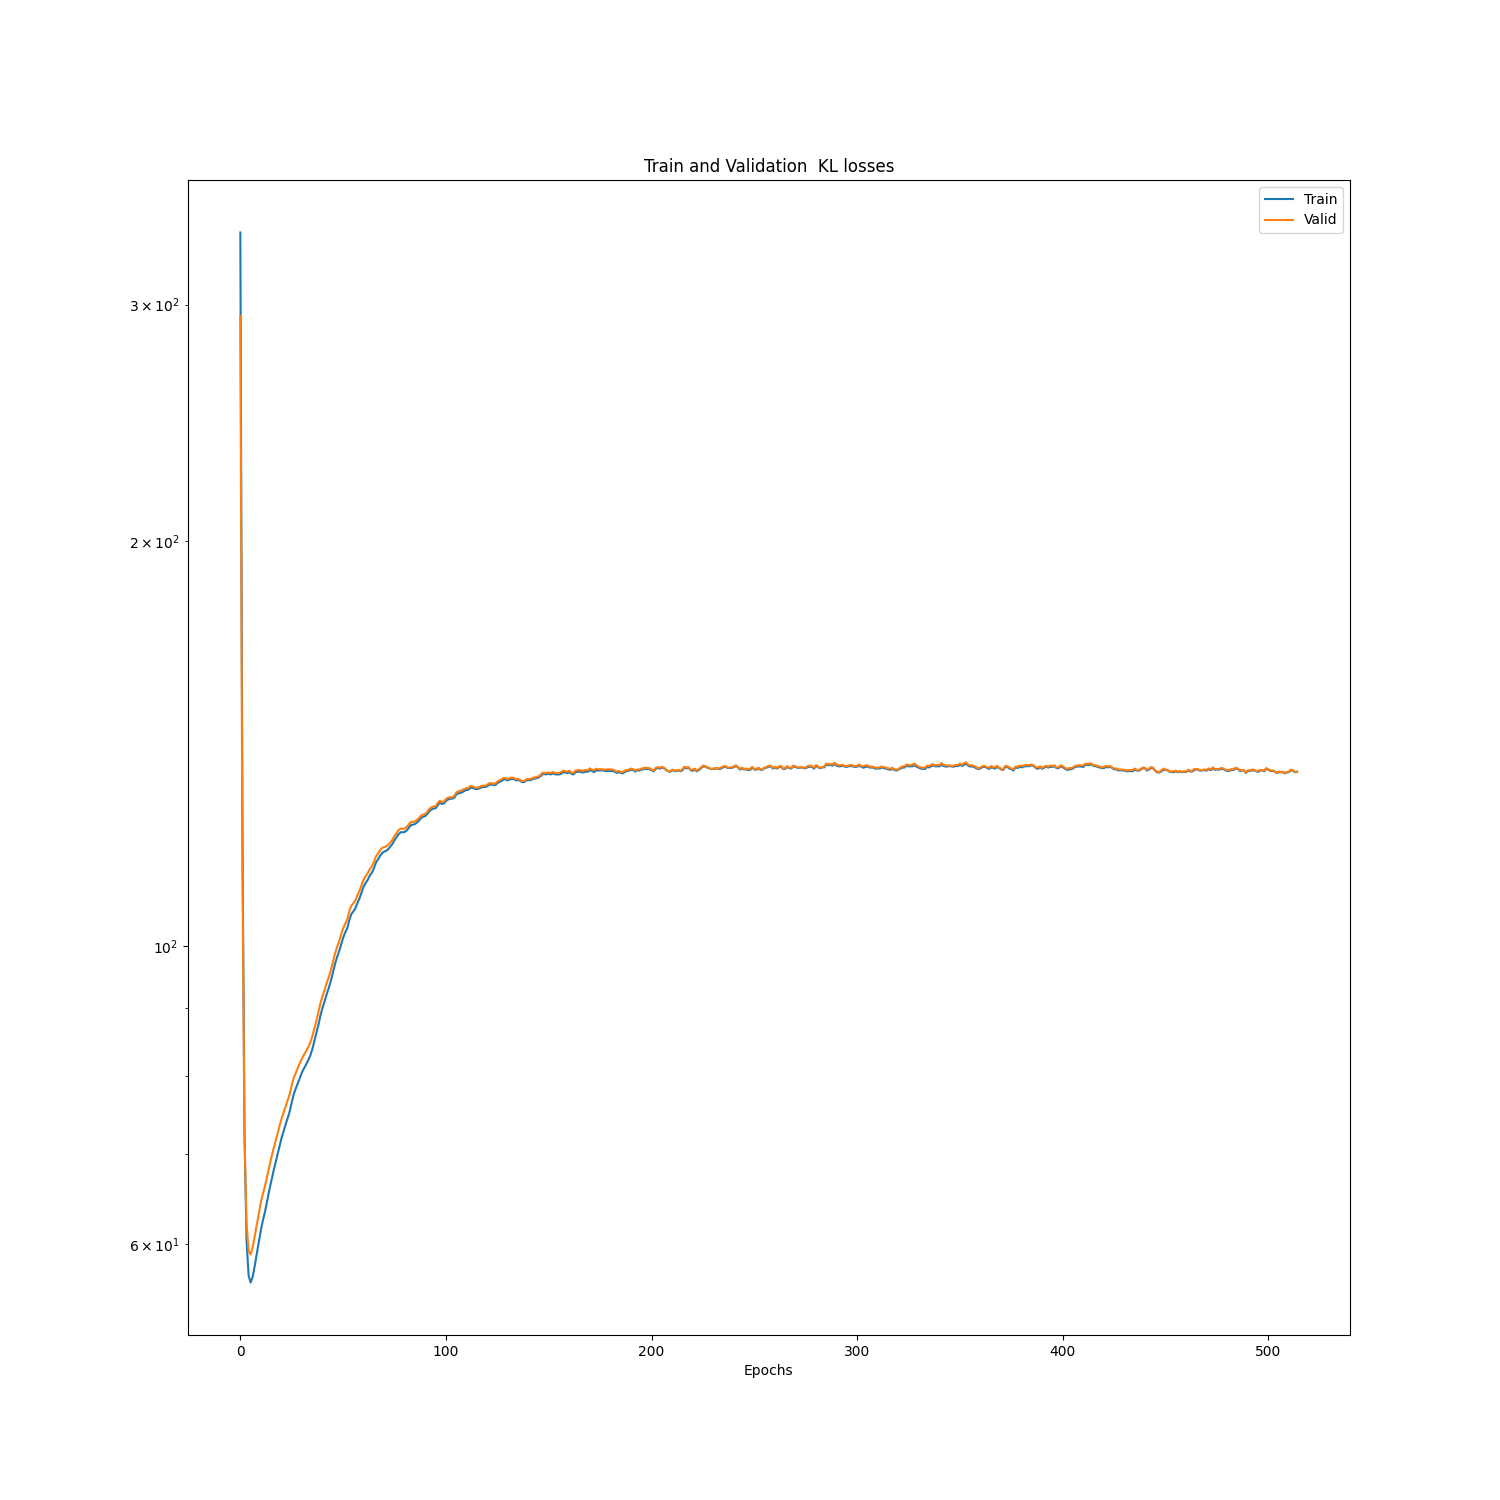 Train and Validation  KL losses
Train
Valid
3 × 10²
2 × 10²
10²
6 × 10¹
0 100 200 300 400 500
Epochs